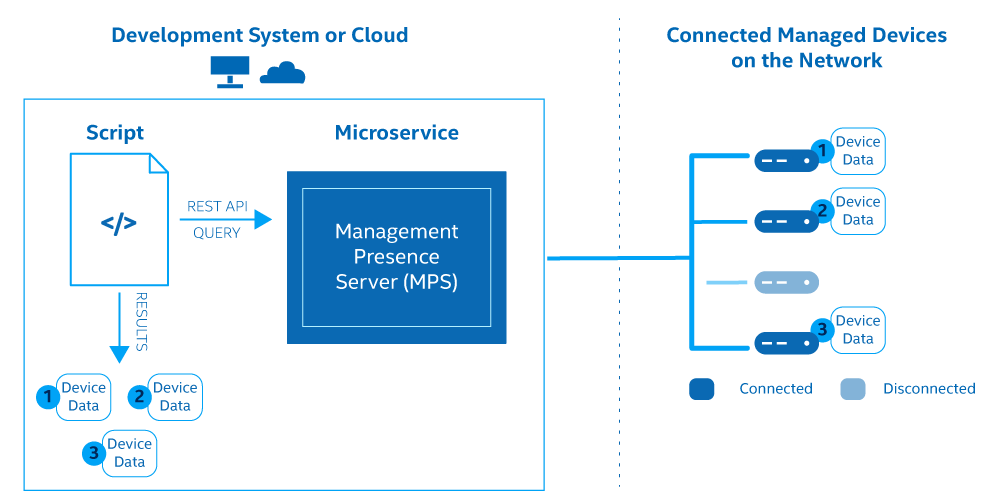 Development System or Cloud
Script
Microservice
</>
REST API
QUERY
Management
Presence
Server (MPS)
RESULTS
1
Device
Data
2
Device
Data
3
Device
Data
Connected Managed Devices
on the Network
1
Device
Data
2
Device
Data
3
Device
Data
Connected
Disconnected